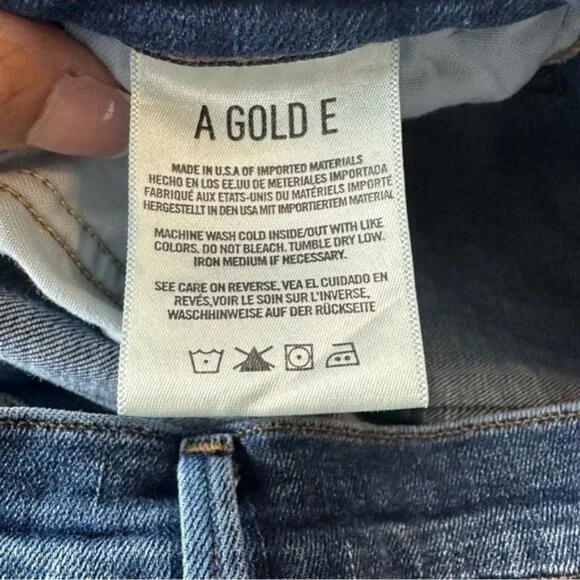 A GOLD E
MADE IN U.S.A OF IMPORTED MATERIALS
HECHO EN LOS EE.UU DE METERIALES IMPORTADA
FABRIQUÉ AUX ETATS-UNIS OU MATÉRIELS IMPORTÉ
HERGESTELLT IN DEN USA MIT IMPORTIERTEM MATERIAL
MACHINE WASH COLD INSIDE/OUT WITH LIKE
COLORS. DO NOT BLEACH. TUMBLE DRY LOW.
IRON MEDIUM IF NECESSARY.
SEE CARE ON REVERSE, VEA EL CUIDADO EN
REVÉS,VOIR LE SOIN SUR L'INVERSE,
WASCHHINWEISE AUF DER RÜCKSEITE